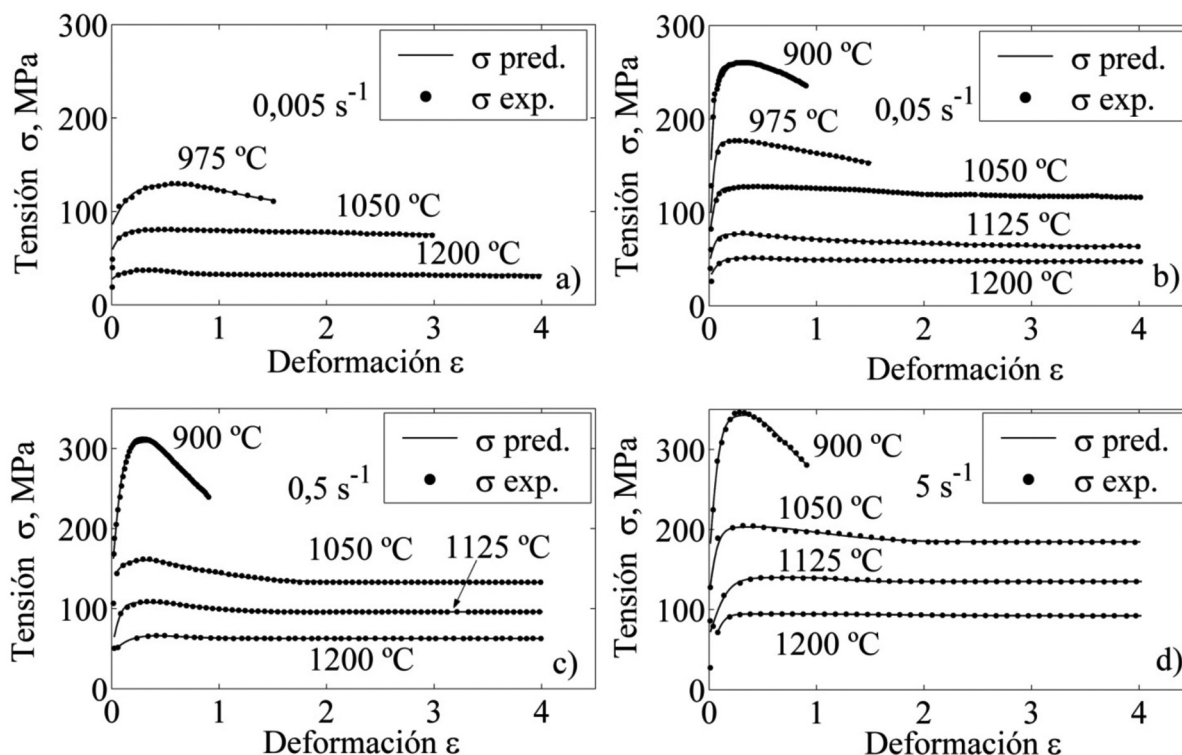 300
200
100
0
Tensión σ, MPa
σ pred.
σ exp.
0,005 s⁻¹
975 ºC
1050 ºC
1200 ºC
a)
0 1 2 3 4
Deformación ε
300
200
100
0
Tensión σ, MPa
900 ºC
σ pred.
σ exp.
975 ºC
0,05 s⁻¹
1050 ºC
1125 ºC
1200 ºC
b)
0 1 2 3 4
Deformación ε
300
200
100
0
Tensión σ, MPa
900 ºC
σ pred.
σ exp.
0,5 s⁻¹
1050 ºC
1125 ºC
1200 ºC
c)
0 1 2 3 4
Deformación ε
300
200
100
0
Tensión σ, MPa
900 ºC
σ pred.
σ exp.
5 s⁻¹
1050 ºC
1125 ºC
1200 ºC
d)
0 1 2 3 4
Deformación ε